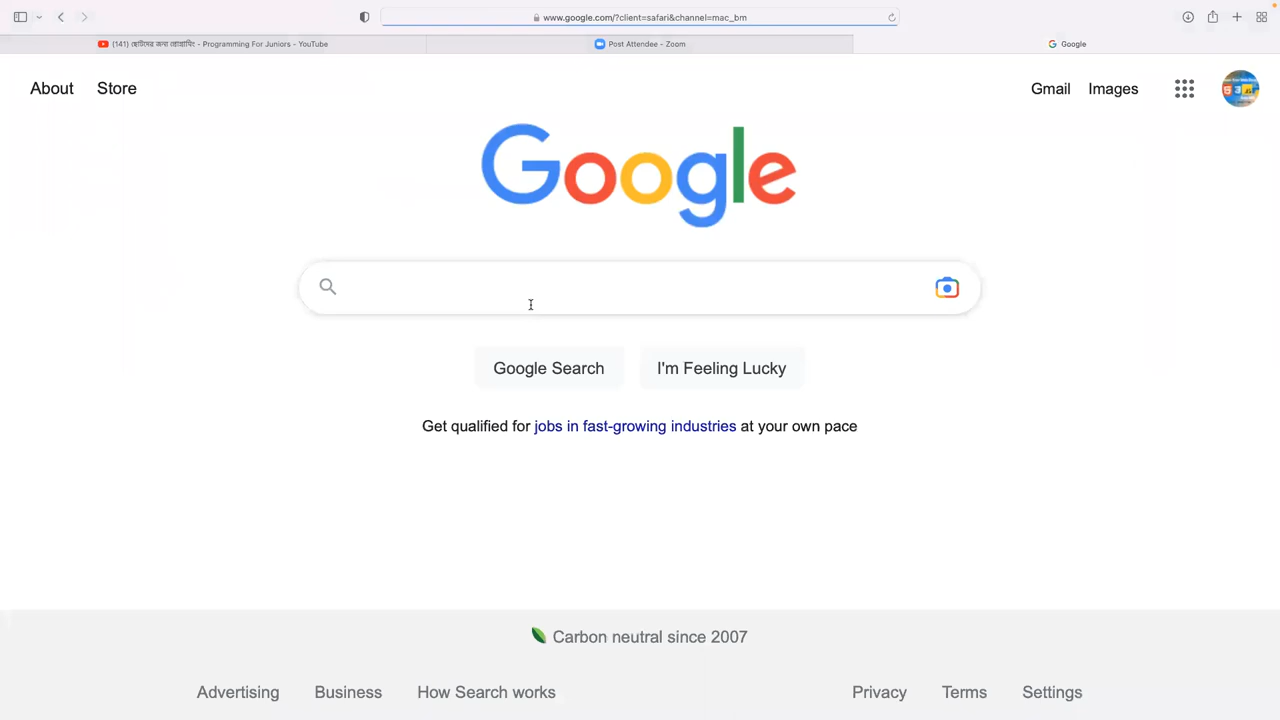 www.google.com/?client=safari&channel=mac_bm
(141) ছোটদের জন্য প্রোগ্রামিং - Programming For Juniors - YouTube
Post Attendee - Zoom
Google
About
Store
Gmail
Images
Google
Google Search
I'm Feeling Lucky
Get qualified for jobs in fast-growing industries at your own pace
Carbon neutral since 2007
Advertising
Business
How Search works
Privacy
Terms
Settings